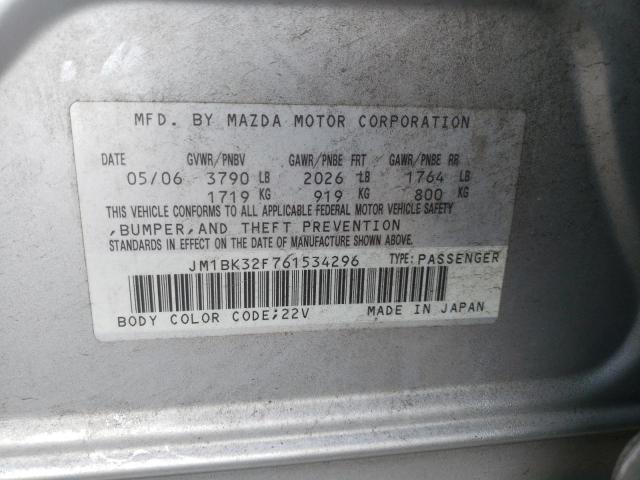 MFD. BY MAZDA MOTOR CORPORATION
DATE GVWR/PNBV GAWR/PNBE FRT GAWR/PNBE RR
05/06 3790 LB 2026 LB 1764 LB
1719 KG 919 KG 800 KG
THIS VEHICLE CONFORMS TO ALL APPLICABLE FEDERAL MOTOR VEHICLE SAFETY
,BUMPER,AND THEFT PREVENTION
STANDARDS IN EFFECT ON THE DATE OF MANUFACTURE SHOWN ABOVE.
JM1BK32F761534296 TYPE:PASSENGER
BODY COLOR CODE;22V MADE IN JAPAN